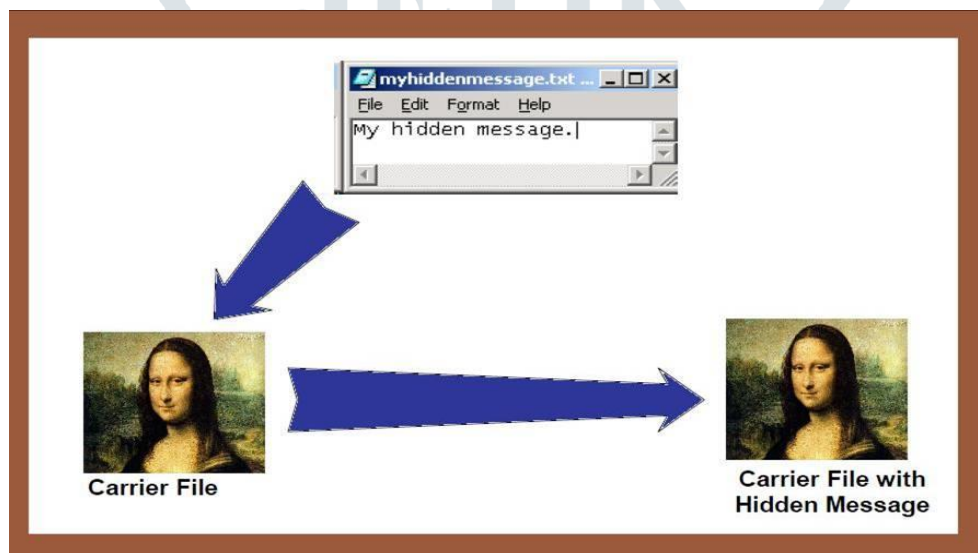 myhiddenmessage.txt ...
File Edit Format Help
My hidden message.
Carrier File
Carrier File with
Hidden Message